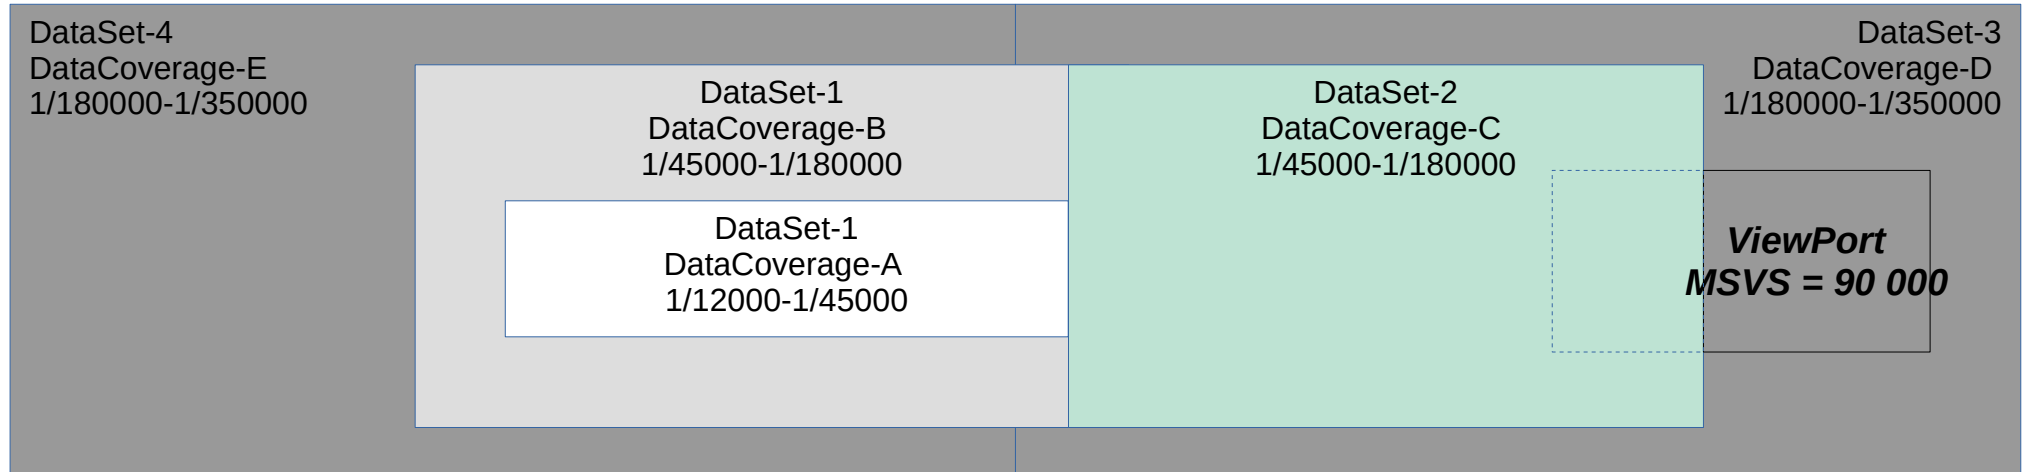 DataSet-4
DataCoverage-E
1/180000-1/350000
DataSet-1
DataCoverage-B
1/45000-1/180000
DataSet-1
DataCoverage-A
1/12000-1/45000
DataSet-2
DataCoverage-C
1/45000-1/180000
DataSet-3
DataCoverage-D
1/180000-1/350000
ViewPort
MSVS = 90 000